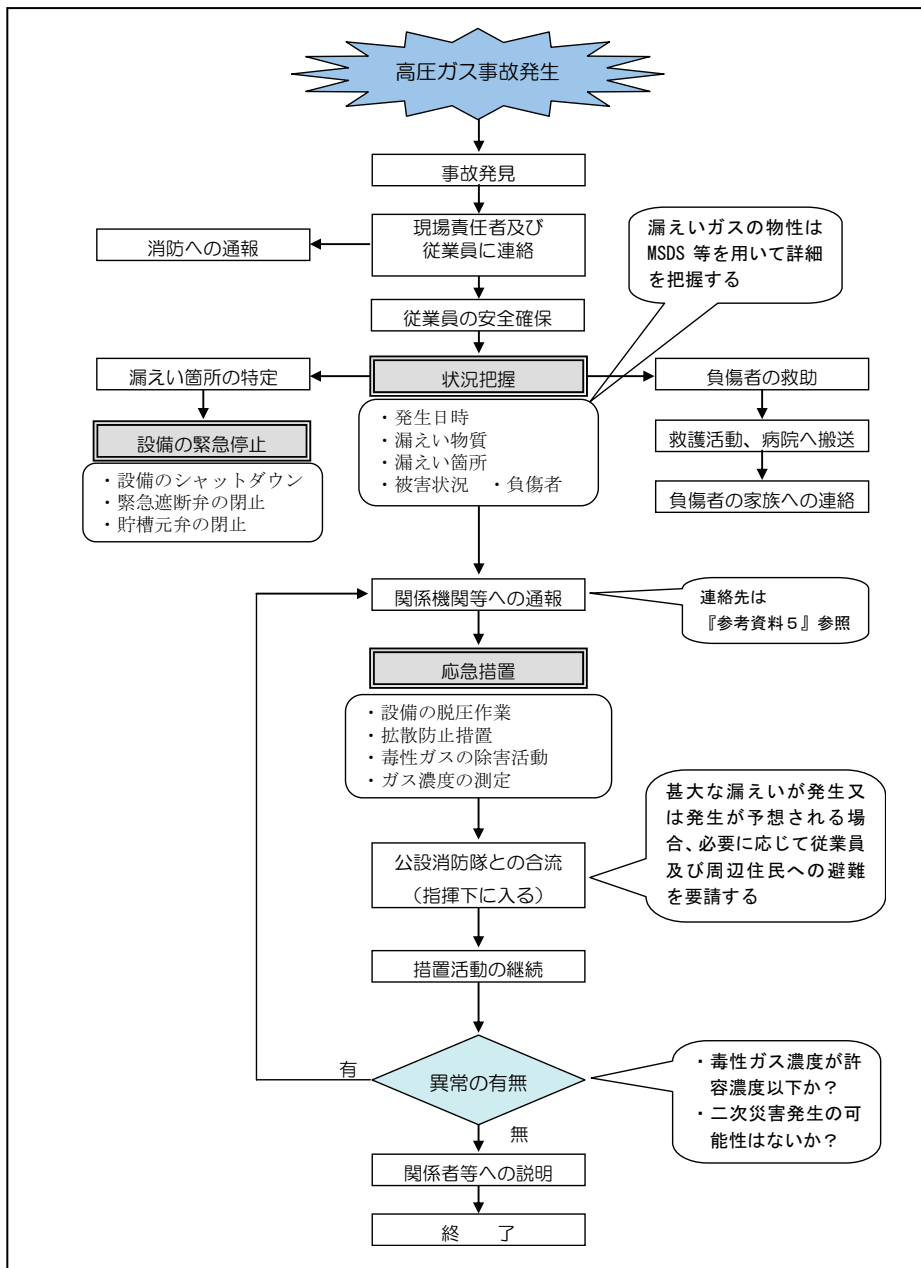 高圧ガス事故発生
事故発見
現場責任者及び
従業員に連絡
消防への通報
漏えいガスの物性は
MSDS 等を用いて詳細
を把握する
従業員の安全確保
漏えい箇所の特定
状況把握
負傷者の救助
・発生日時
・漏えい物質
・漏えい箇所
・被害状況　・負傷者
設備の緊急停止
・設備のシャットダウン
・緊急遮断弁の閉止
・貯槽元弁の閉止
救護活動、病院へ搬送
負傷者の家族への連絡
関係機関等への通報
連絡先は
『参考資料５』参照
応急措置
・設備の脱圧作業
・拡散防止措置
・毒性ガスの除害活動
・ガス濃度の測定
甚大な漏えいが発生又
は発生が予想される場
合、必要に応じて従業員
及び周辺住民への避難
を要請する
公設消防隊との合流
（指揮下に入る）
措置活動の継続
有
異常の有無
・毒性ガス濃度が許
容濃度以下か？
・二次災害発生の可
能性はないか？
無
関係者等への説明
終　　了